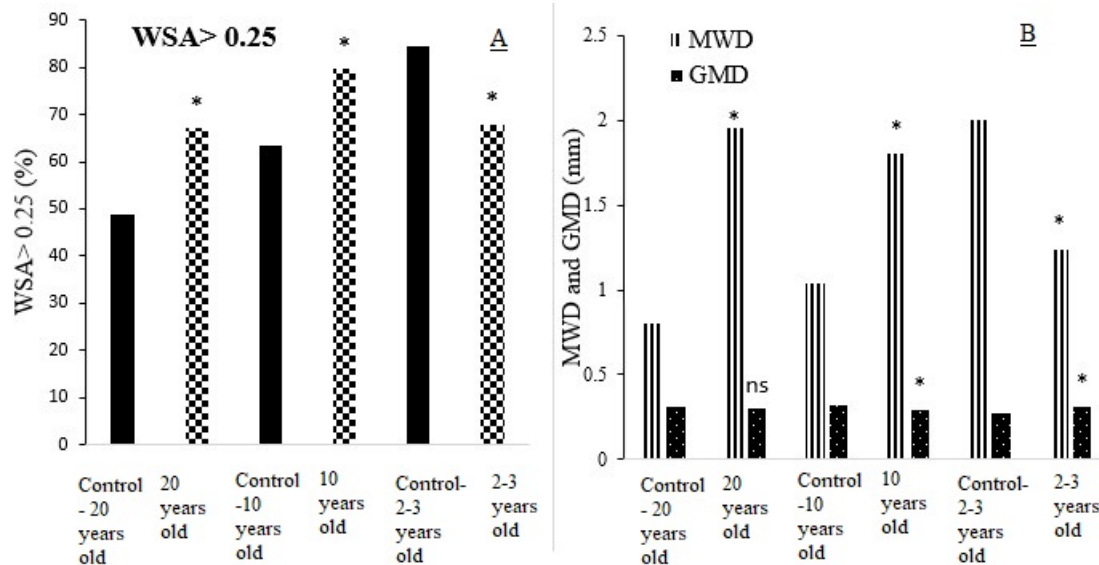 WSA> 0.25
A
90
80
70
60
50
40
30
20
10
0
WSA> 0.25 (%)
*
*
*
Control
- 20
years
old
20
years
old
Control
-10
years
old
10
years
old
Control-
2-3 years
old
2-3
years
old
B
MWD
GMD
2.5
2
1.5
1
0.5
0
MWD and GMD (mm)
*
ns
*
*
*
*
Control
- 20
years
old
20
years
old
Control
-10
years
old
10
years
old
Control-
2-3 years
old
2-3
years
old